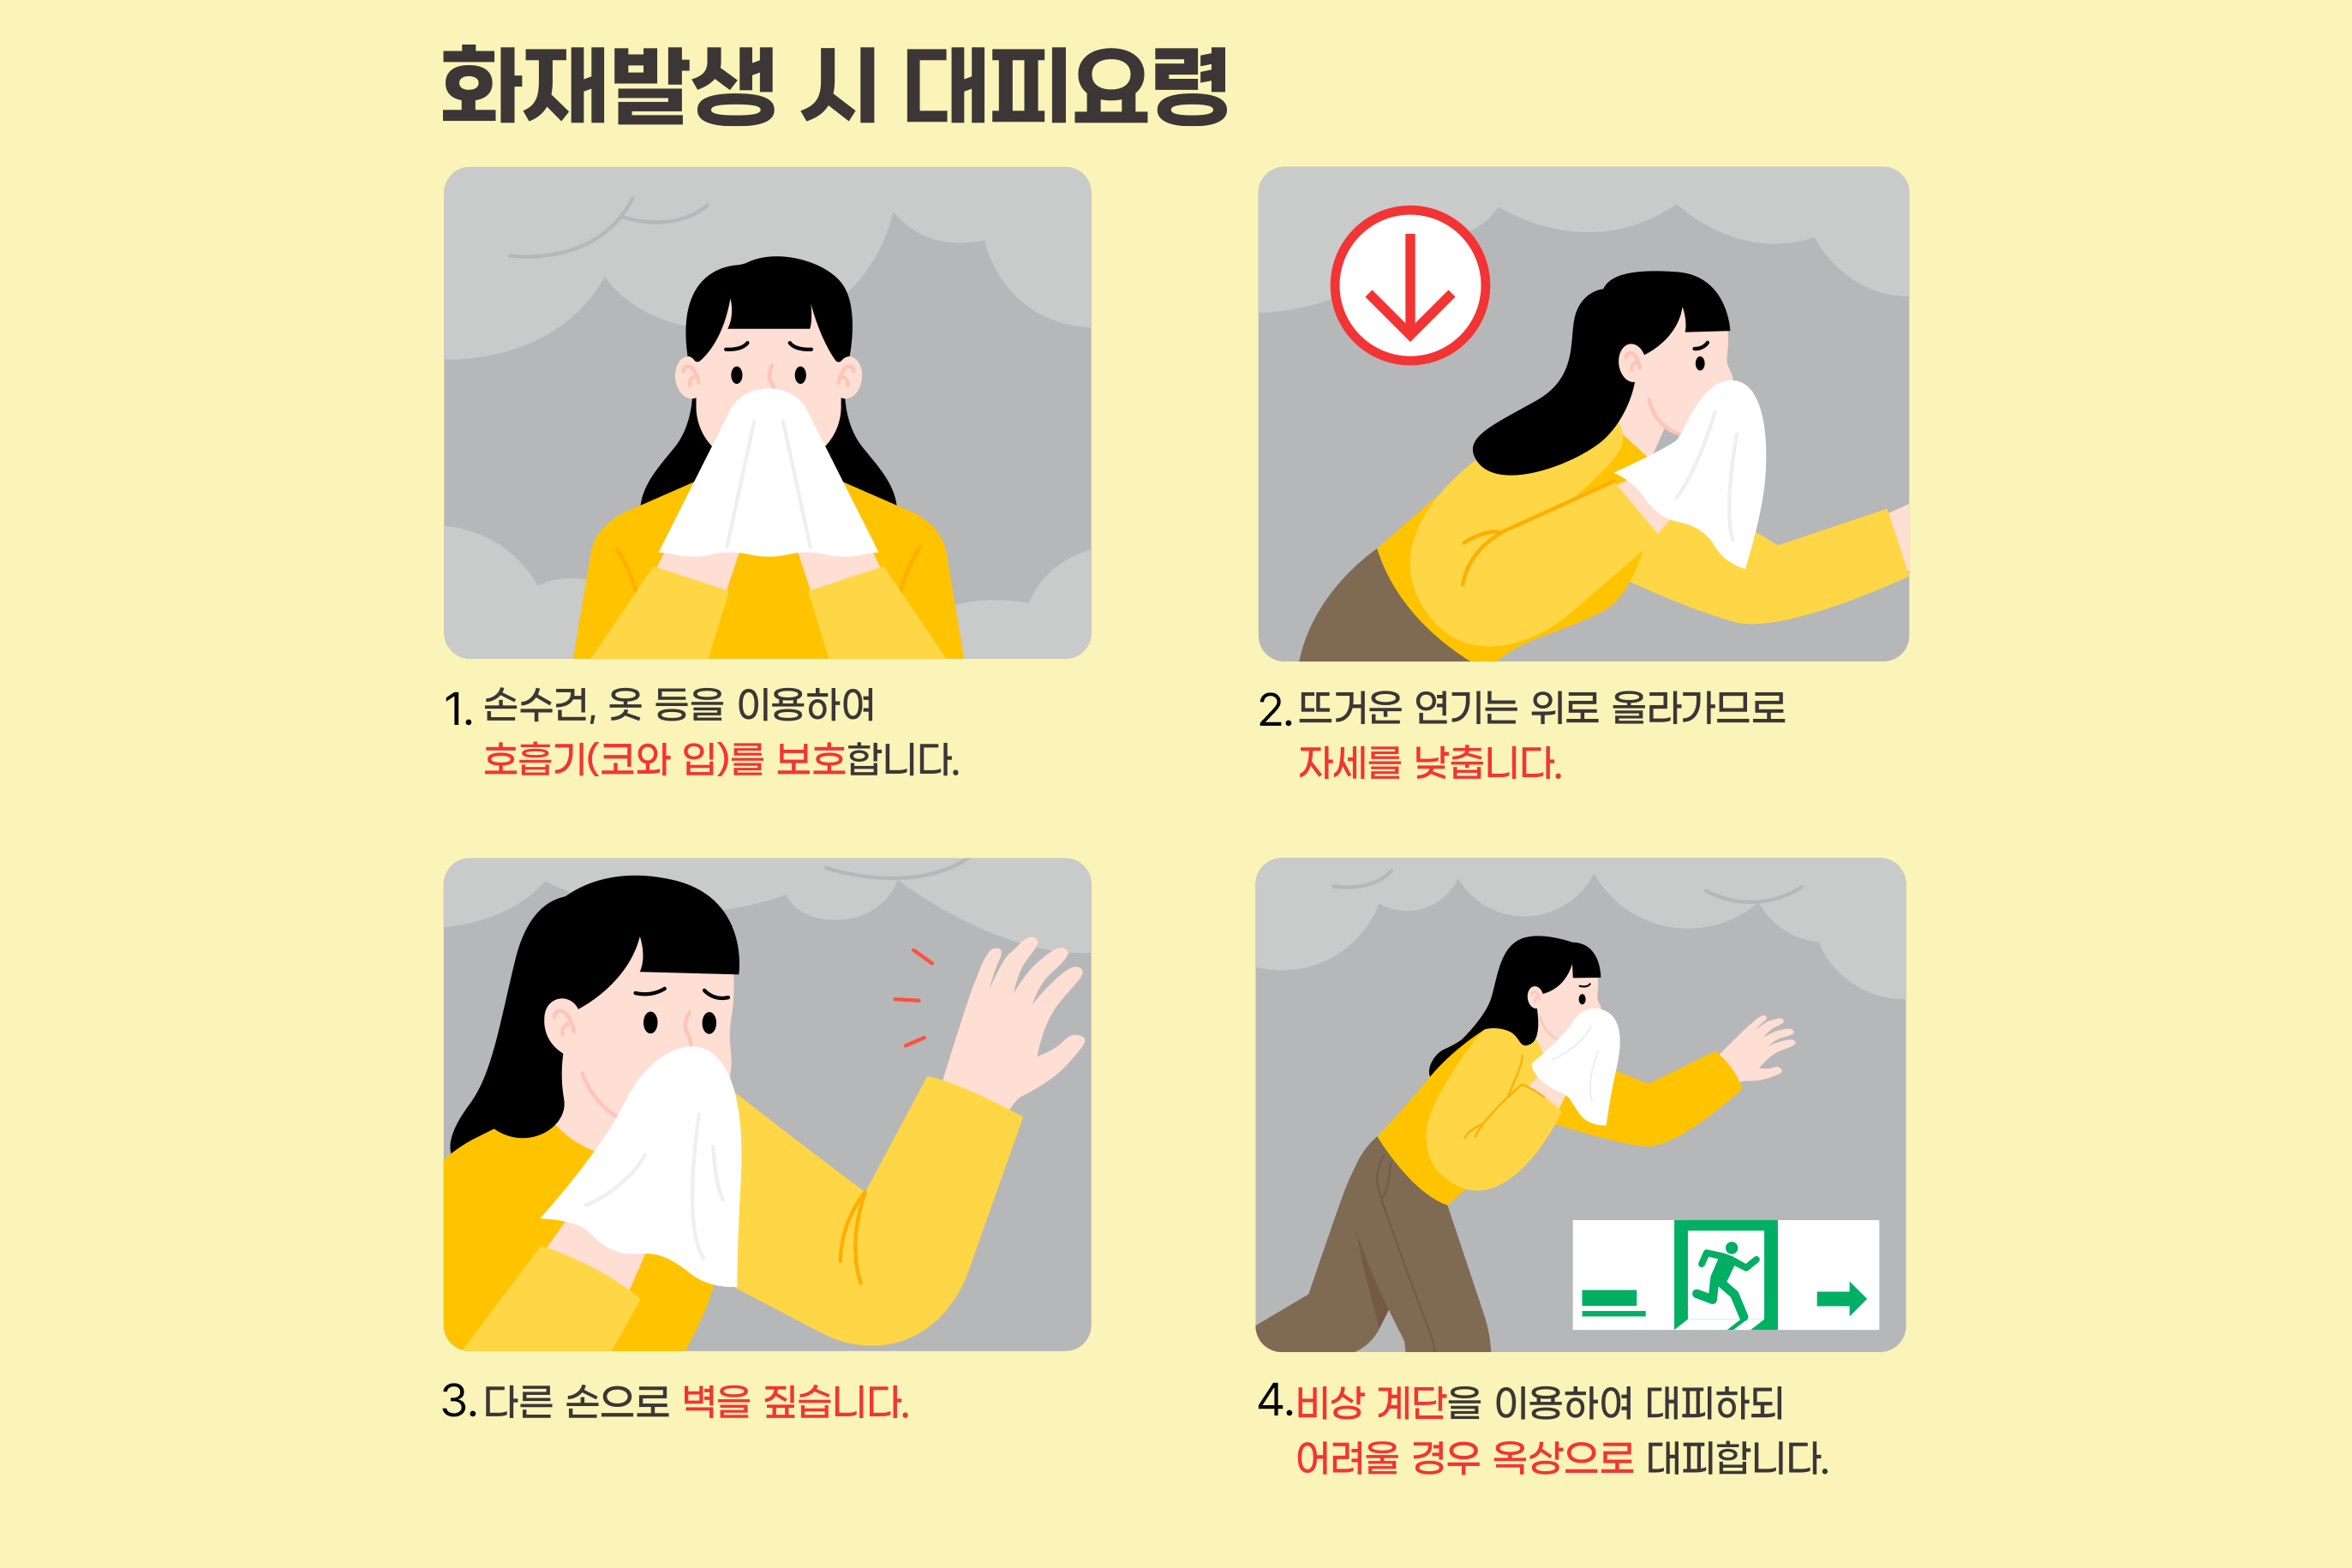 화재발생 시 대피요령
1. 손수건, 옷 등을 이용하여
호흡기(코와 입)를 보호합니다.
2. 뜨거운 연기는 위로 올라가므로
자세를 낮춥니다.
3. 다른 손으로 벽을 짚습니다.
4. 비상 계단을 이용하여 대피하되
어려울 경우 옥상으로 대피합니다.